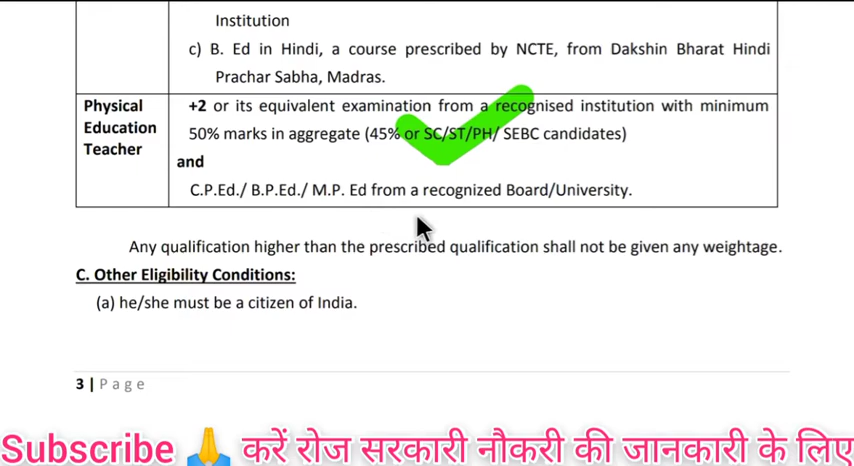 Institution
c) B. Ed in Hindi, a course prescribed by NCTE, from Dakshin Bharat Hindi
Prachar Sabha, Madras.
Physical
Education
Teacher
+2 or its equivalent examination from a recognised institution with minimum
50% marks in aggregate (45% or SC/ST/PH/ SEBC candidates)
and
C.P.Ed./ B.P.Ed./ M.P. Ed from a recognized Board/University.
Any qualification higher than the prescribed qualification shall not be given any weightage.
C. Other Eligibility Conditions:
(a) he/she must be a citizen of India.
3 | P a g e
Subscribe 🙏 करें रोज सरकारी नौकरी की जानकारी के लिए